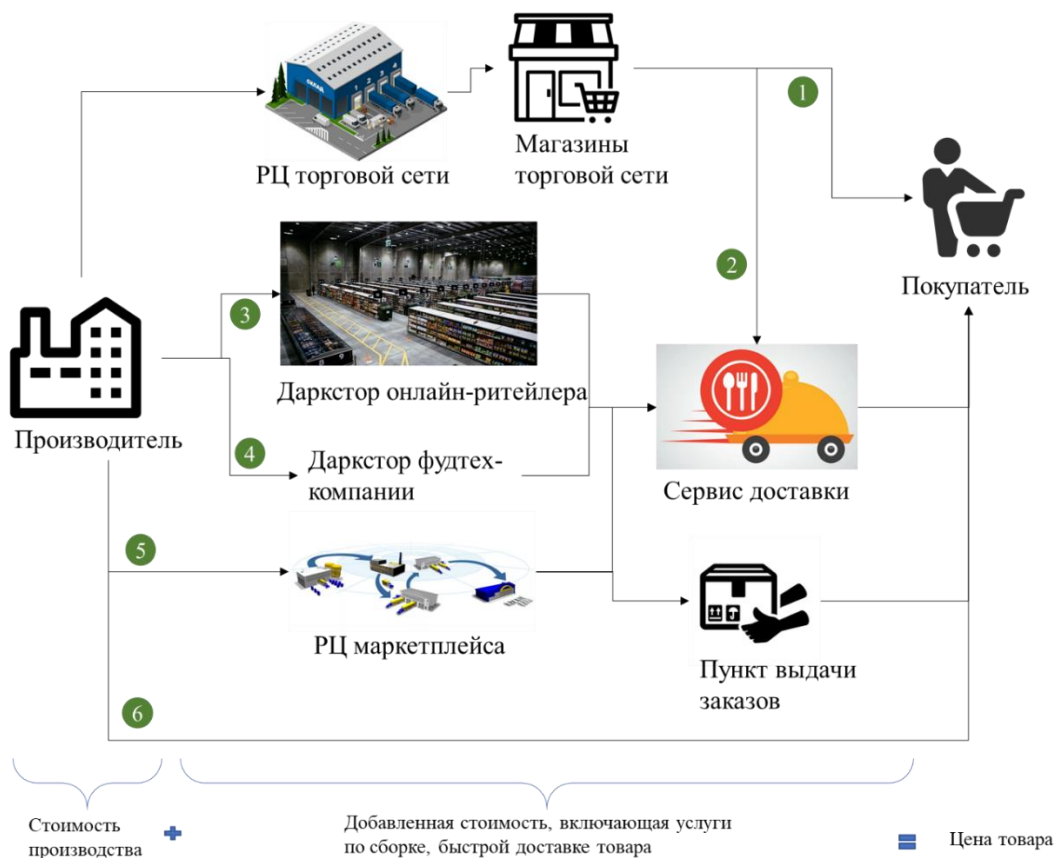 1
РЦ торговой сети
Магазины
торговой сети
2
Покупатель
3
Даркстор онлайн-ритейлера
Производитель
4
Даркстор фудтех-
компании
Сервис доставки
5
РЦ маркетплейса
Пункт выдачи
заказов
6
Стоимость
производства
Добавленная стоимость, включающая услуги
по сборке, быстрой доставке товара
Цена товара